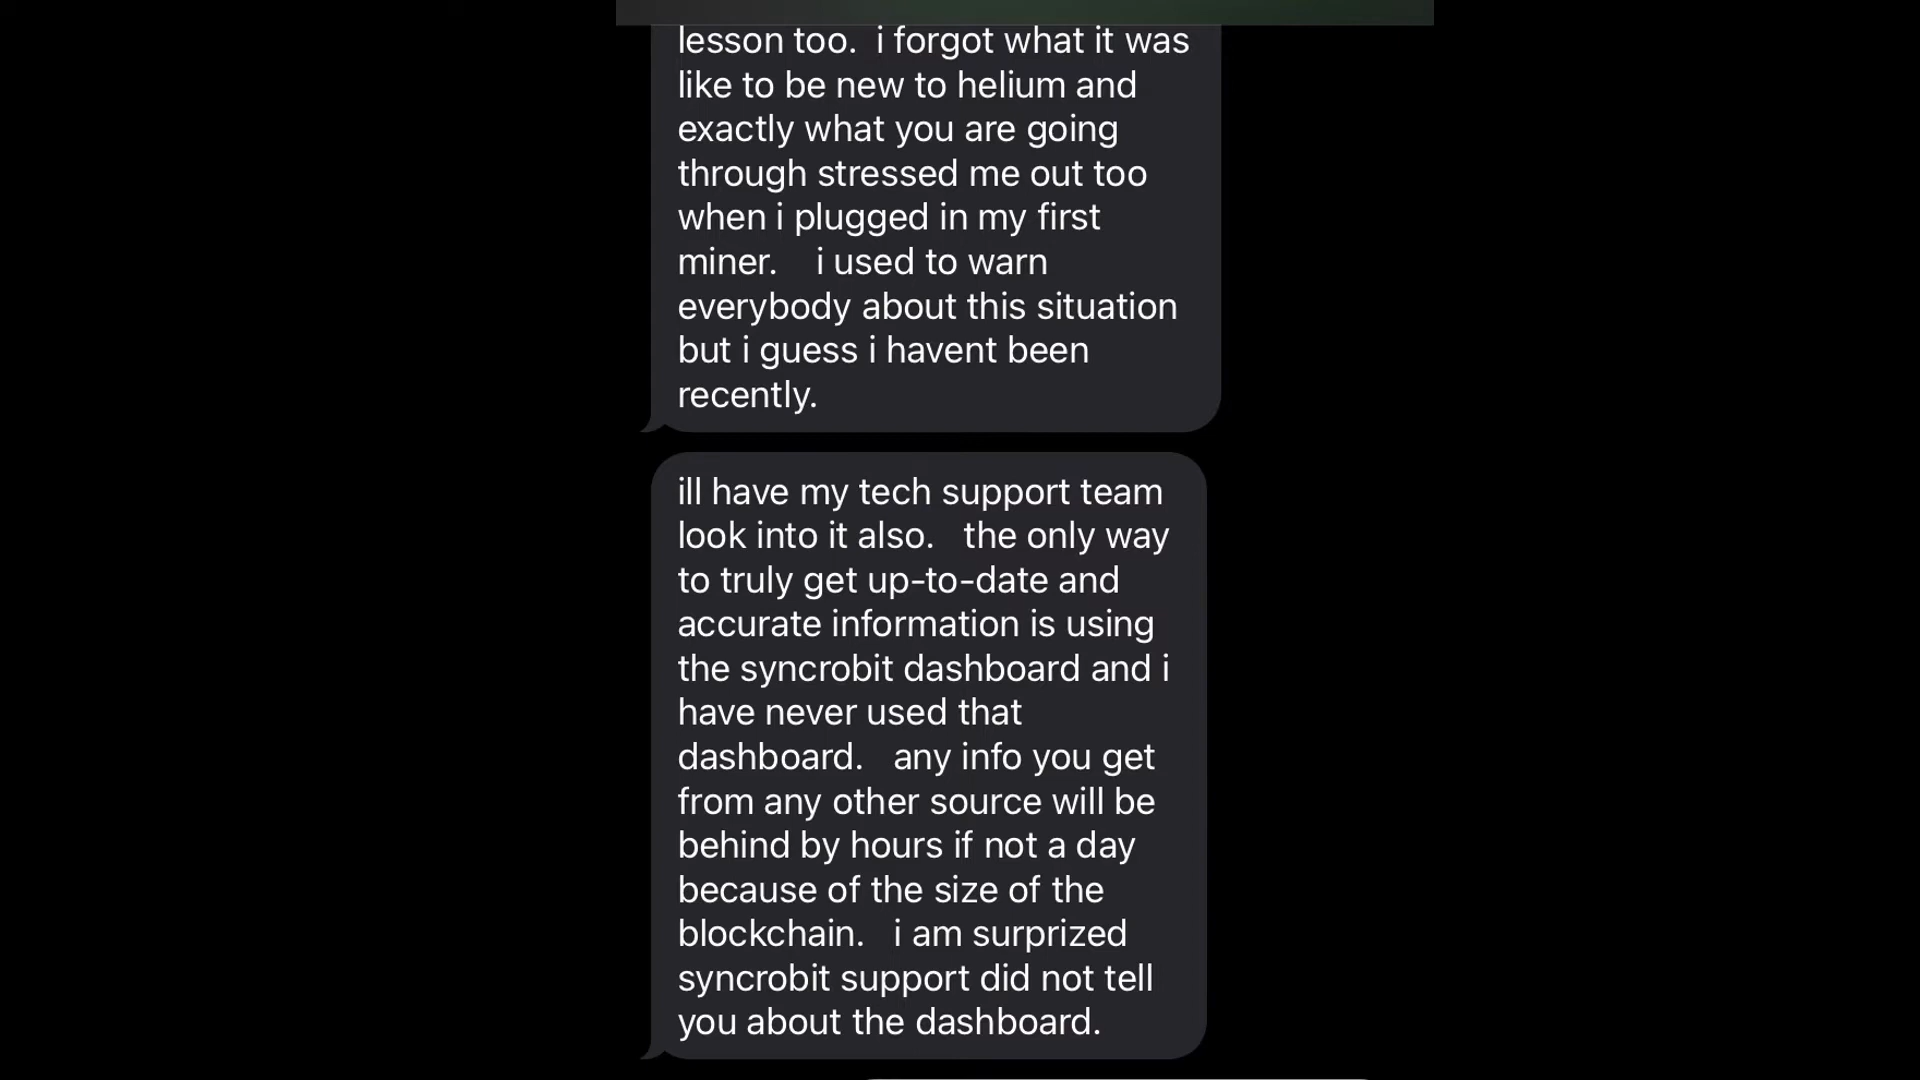 lesson too.  i forgot what it was
like to be new to helium and
exactly what you are going
through stressed me out too
when i plugged in my first
miner.    i used to warn
everybody about this situation
but i guess i havent been
recently.
ill have my tech support team
look into it also.   the only way
to truly get up-to-date and
accurate information is using
the syncrobit dashboard and i
have never used that
dashboard.   any info you get
from any other source will be
behind by hours if not a day
because of the size of the
blockchain.   i am surprized
syncrobit support did not tell
you about the dashboard.